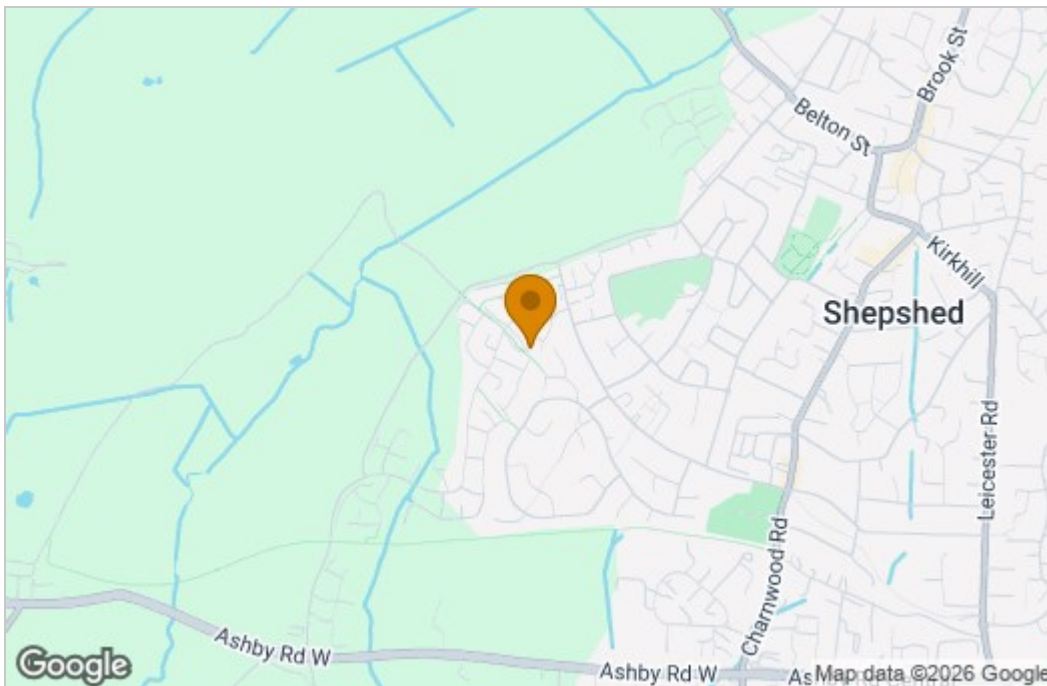 Brook St
Belton St
Kirkhill
Shepshed
Leicester Rd
Charnwood Rd
Ashby Rd W
Ashby Rd W
Google
Map data ©2026 Google